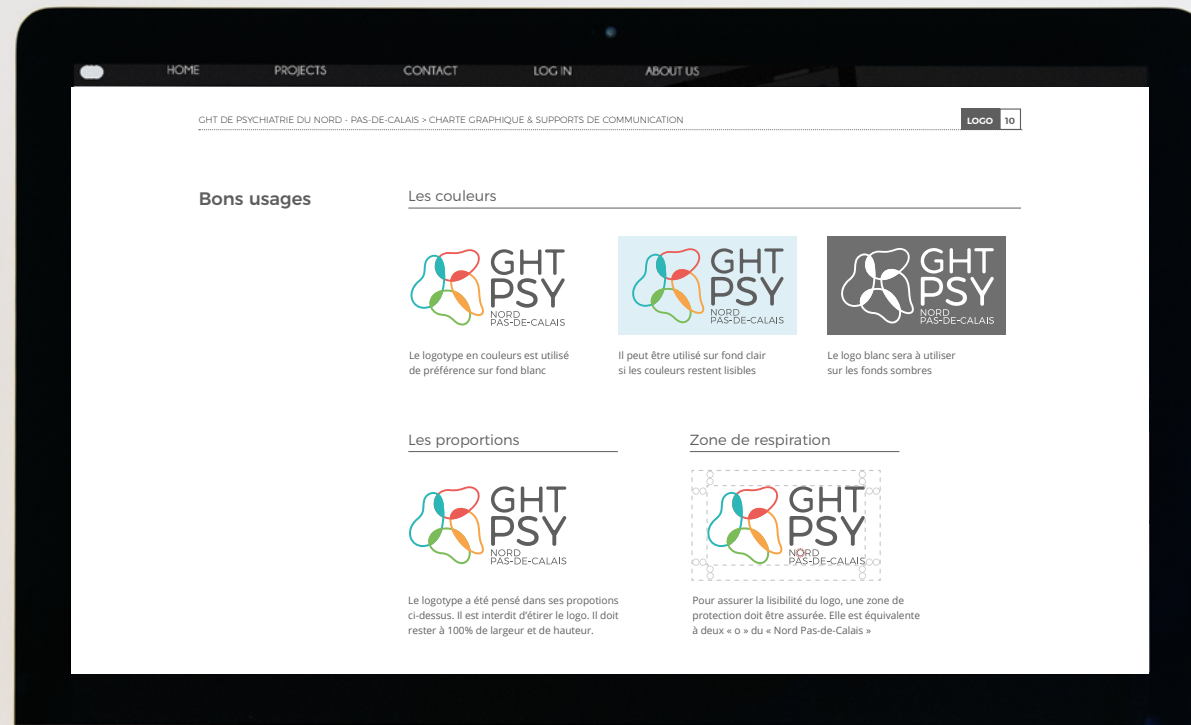 HOME PROJECTS CONTACT LOG IN ABOUT US
GHT DE PSYCHIATRIE DU NORD - PAS-DE-CALAIS > CHARTE GRAPHIQUE & SUPPORTS DE COMMUNICATION
LOGO 10
Bons usages
Les couleurs
GHT
PSY
NORD
PAS-DE-CALAIS
GHT
PSY
NORD
PAS-DE-CALAIS
GHT
PSY
NORD
PAS-DE-CALAIS
Le logotype en couleurs est utilisé
de préférence sur fond blanc
Il peut être utilisé sur fond clair
si les couleurs restent lisibles
Le logo blanc sera à utiliser
sur les fonds sombres
Les proportions
GHT
PSY
NORD
PAS-DE-CALAIS
Le logotype a été pensé dans ses propotions
ci-dessus. Il est interdit d'étirer le logo. Il doit
rester à 100% de largeur et de hauteur.
Zone de respiration
GHT
PSY
NORD
PAS-DE-CALAIS
Pour assurer la lisibilité du logo, une zone de
protection doit être assurée. Elle est équivalente
à deux « o » du « Nord Pas-de-Calais »